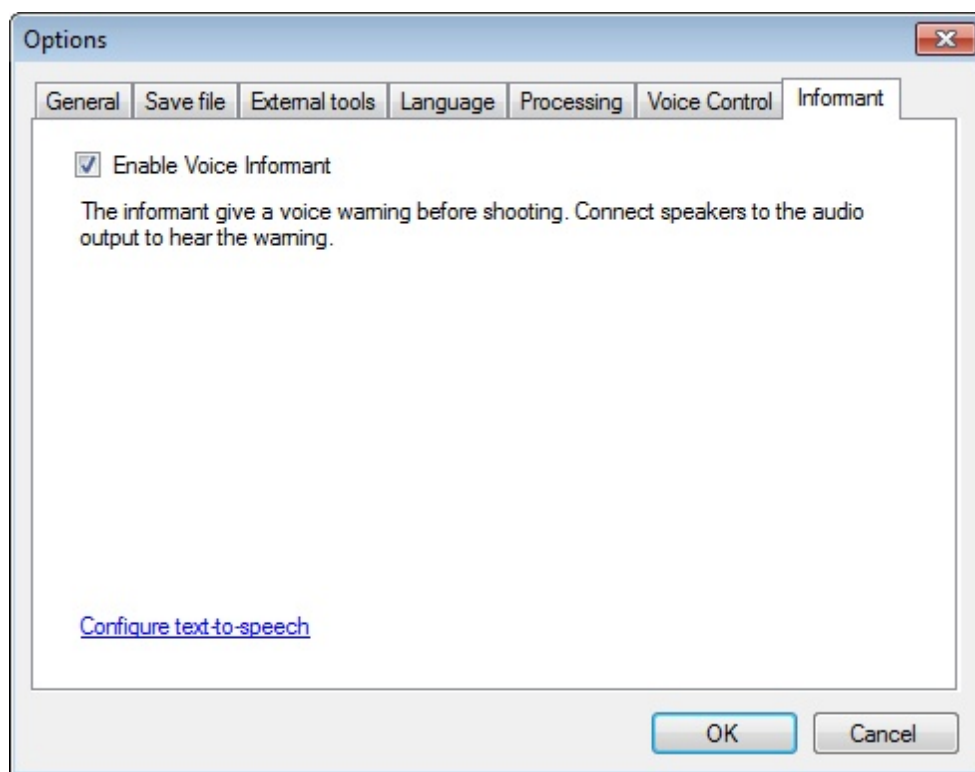 Options
General Save file External tools Language Processing Voice Control Informant
Enable Voice Informant
The informant give a voice warning before shooting. Connect speakers to the audio
output to hear the warning.
Configure text-to-speech
OK Cancel